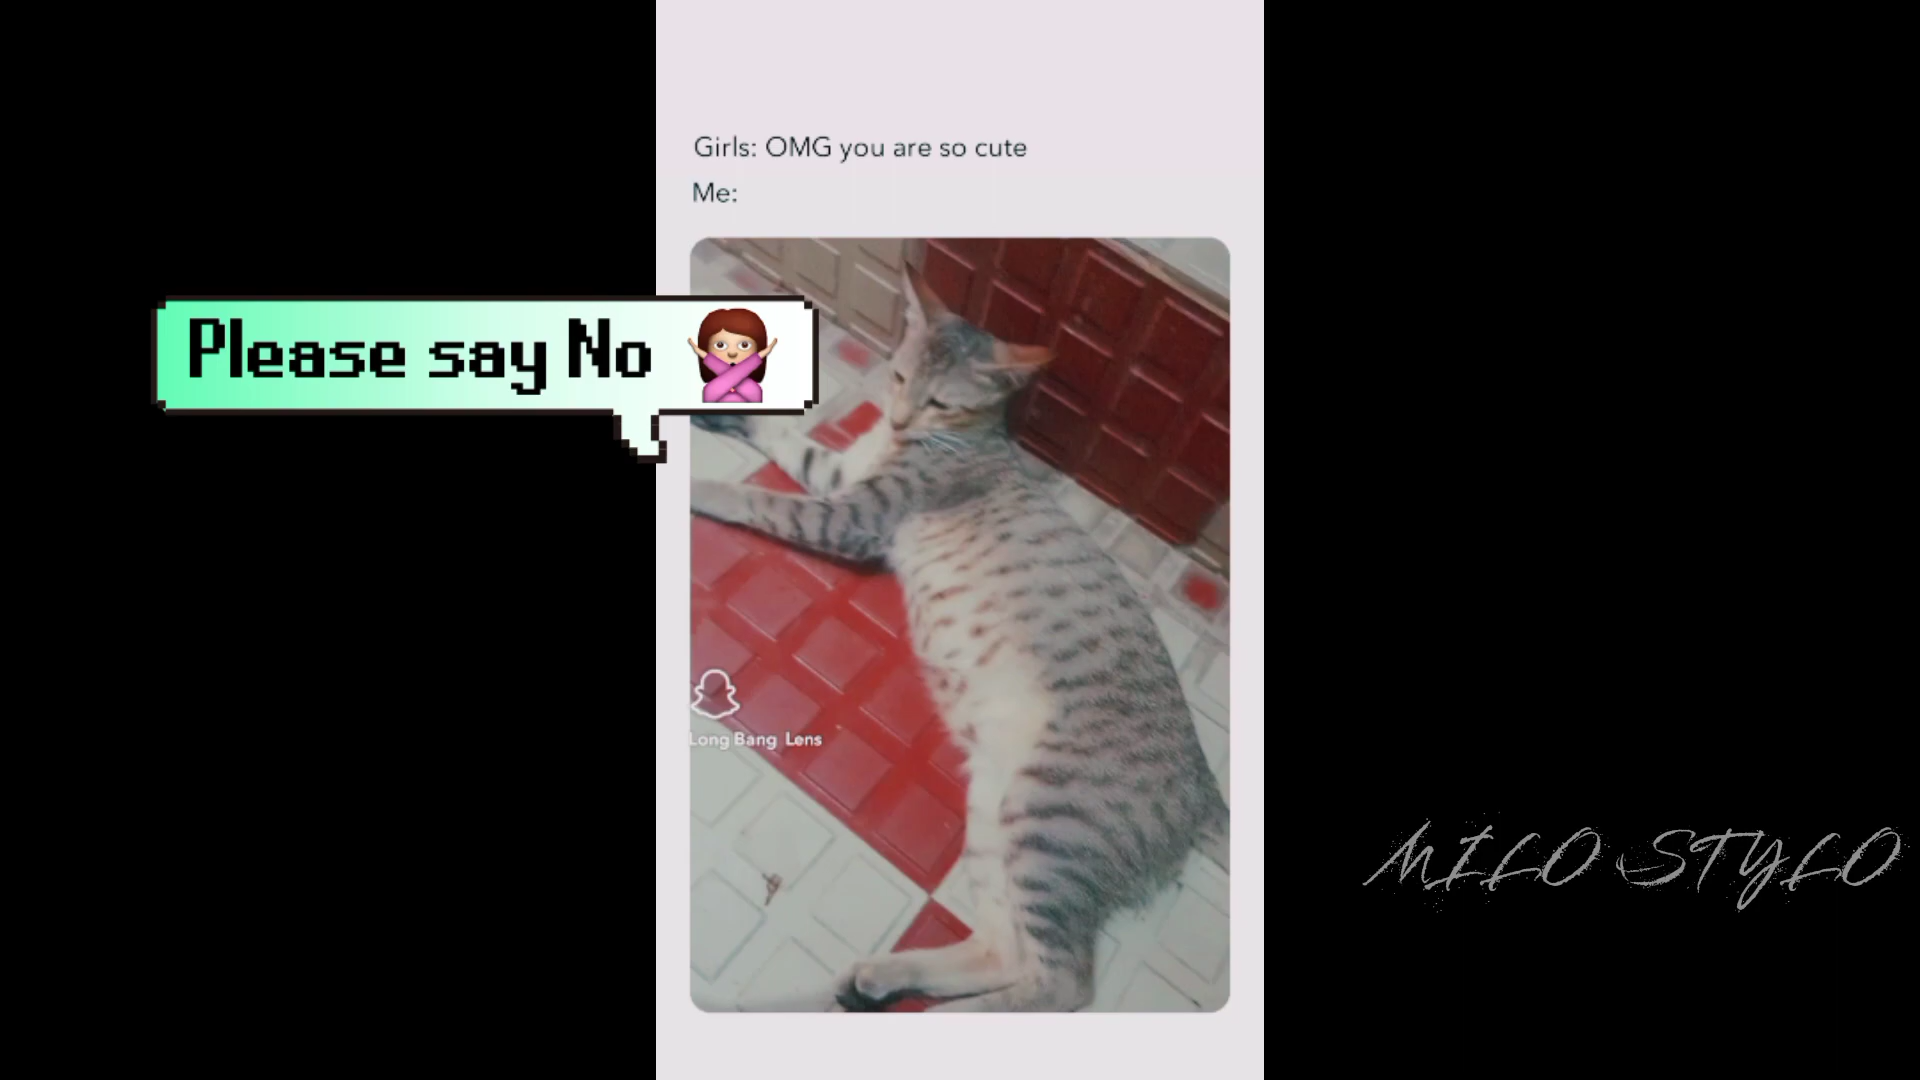 Girls: OMG you are so cute
Me:
Please say No 🙅
Long Bang Lens
MILO STYLO